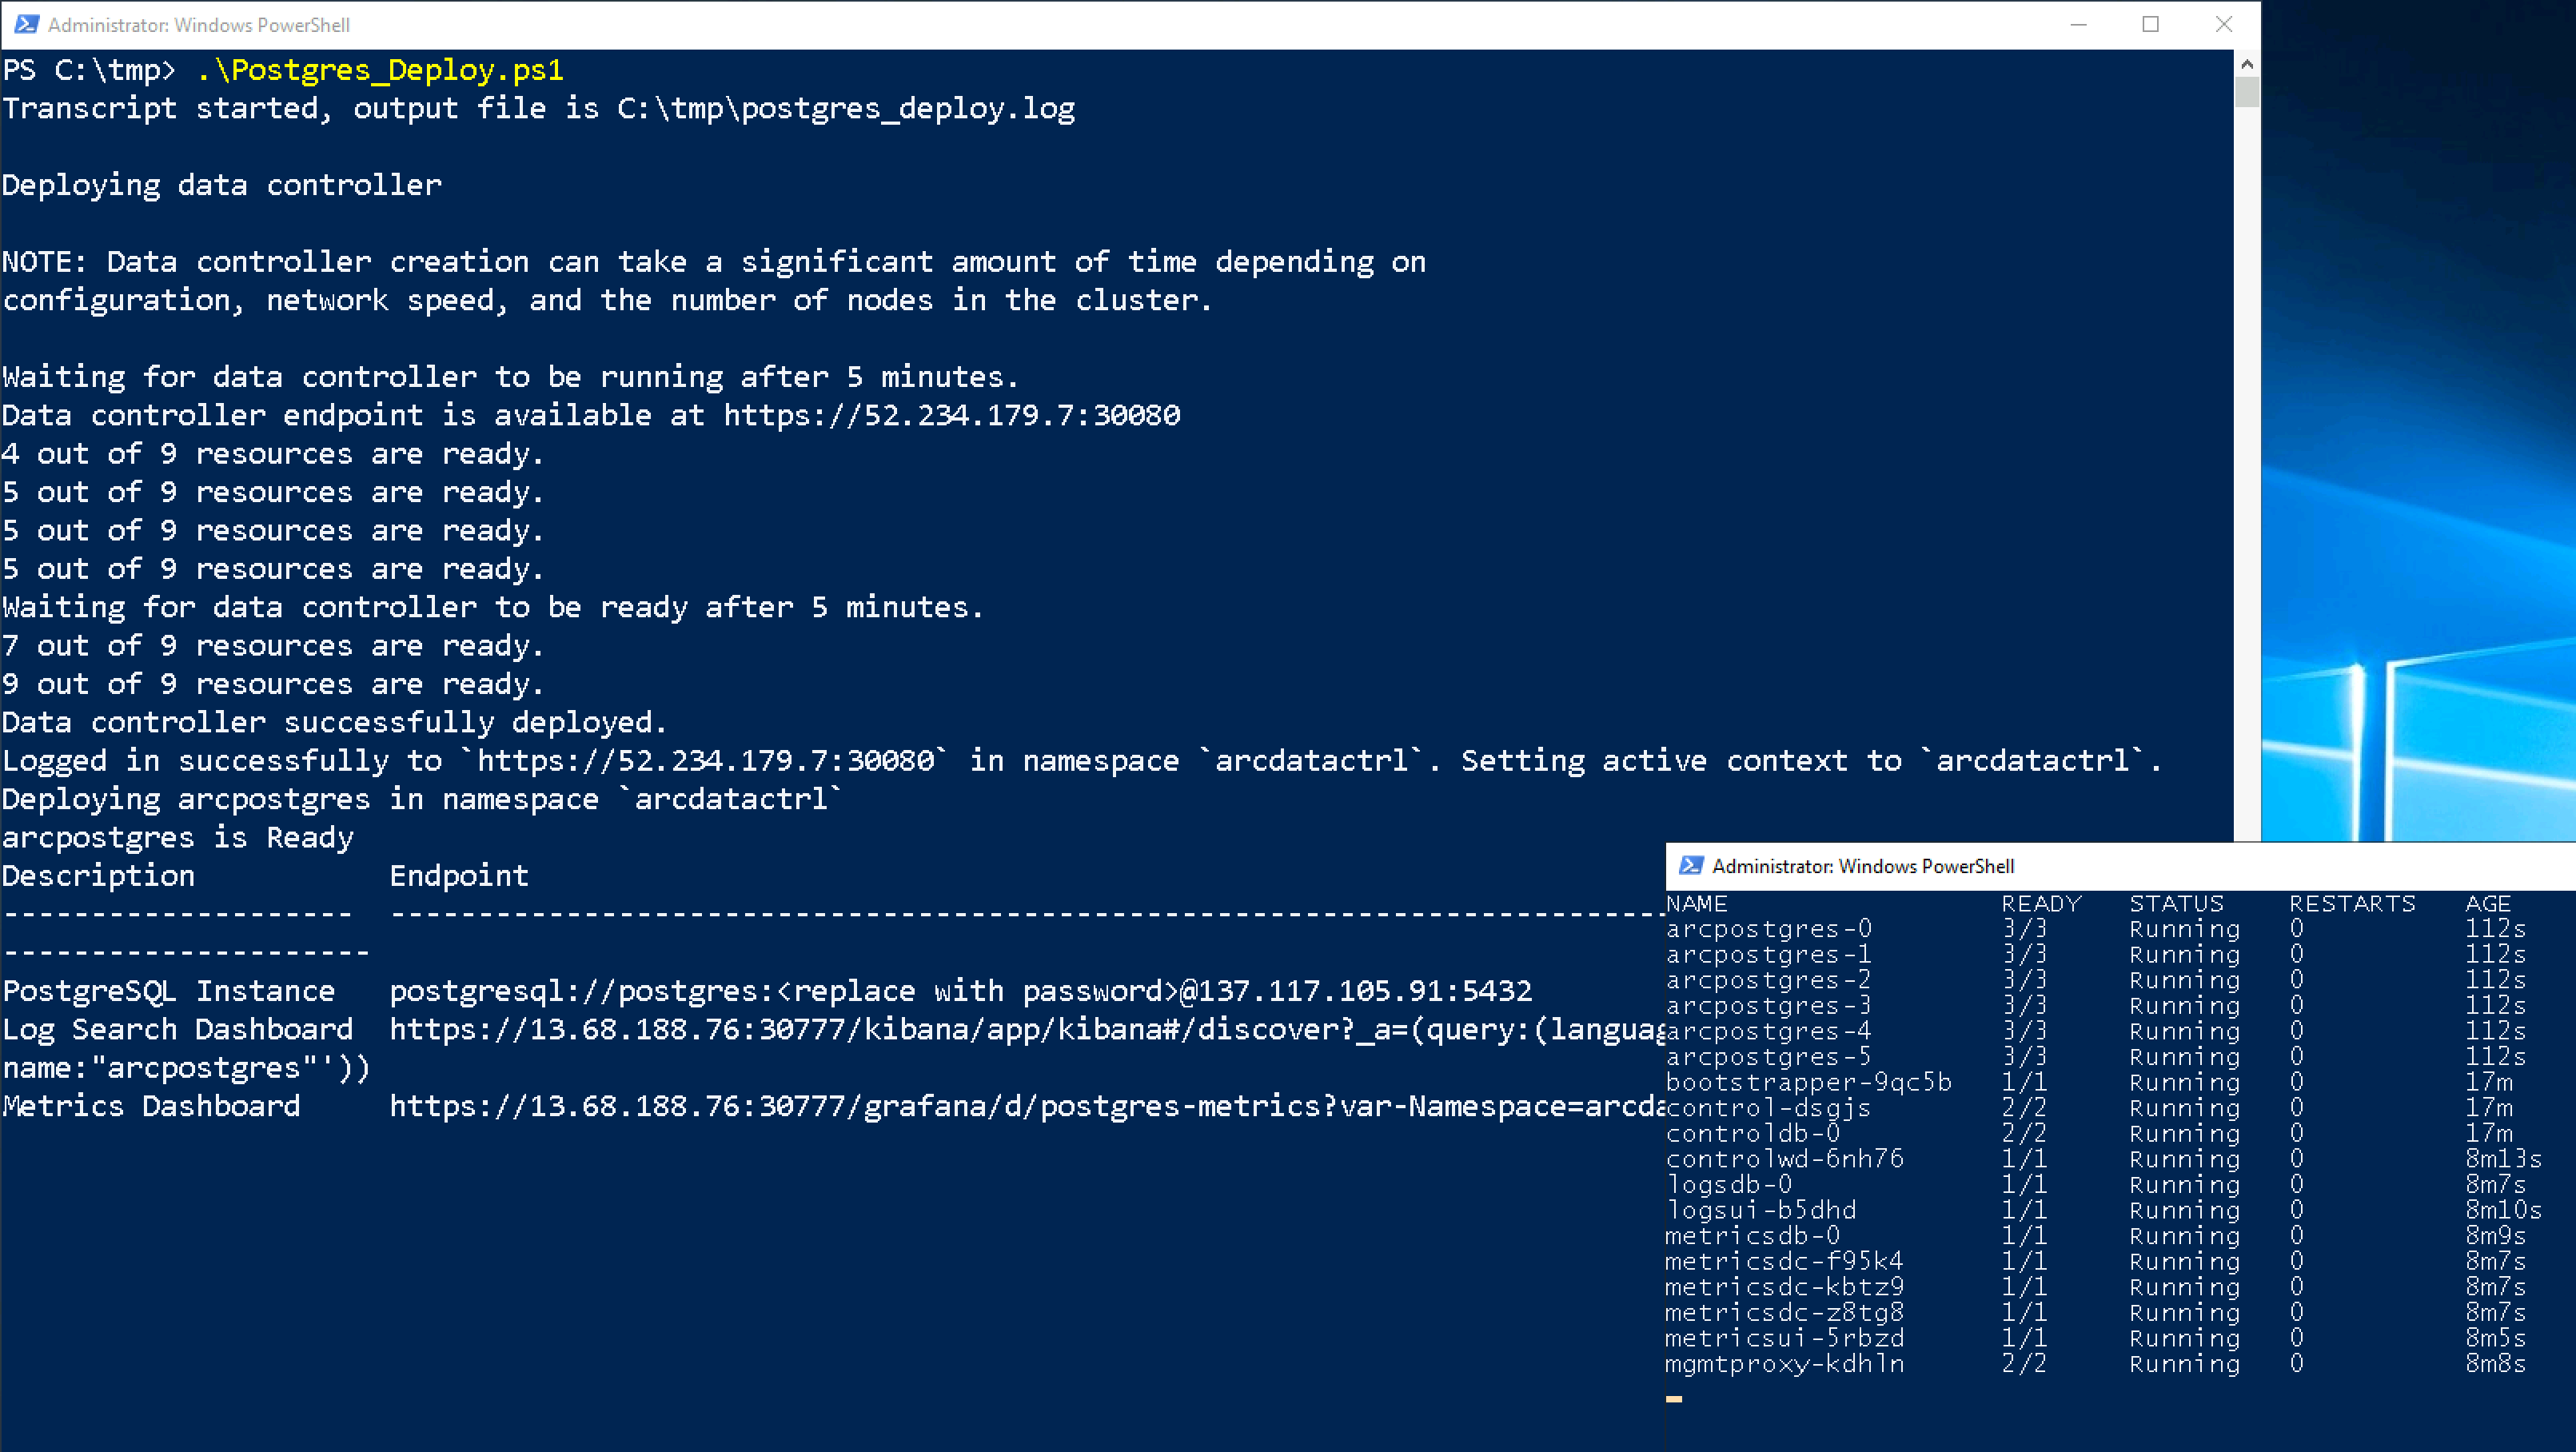 Administrator: Windows PowerShell
PS C:\tmp> .\Postgres_Deploy.ps1
Transcript started, output file is C:\tmp\postgres_deploy.log
Deploying data controller
NOTE: Data controller creation can take a significant amount of time depending on
configuration, network speed, and the number of nodes in the cluster.
Waiting for data controller to be running after 5 minutes.
Data controller endpoint is available at https://52.234.179.7:30080
4 out of 9 resources are ready.
5 out of 9 resources are ready.
5 out of 9 resources are ready.
5 out of 9 resources are ready.
Waiting for data controller to be ready after 5 minutes.
7 out of 9 resources are ready.
9 out of 9 resources are ready.
Data controller successfully deployed.
Logged in successfully to `https://52.234.179.7:30080` in namespace `arcdatactrl`. Setting active context to `arcdatactrl`.
Deploying arcpostgres in namespace `arcdatactrl`
arcpostgres is Ready
Description Endpoint
-------------------- ------------------------------------------------------------------------
---------------------
PostgreSQL Instance postgresql://postgres:<replace with password>@137.117.105.91:5432
Log Search Dashboard https://13.68.188.76:30777/kibana/app/kibana#/discover?_a=(query:(languag
name:"arcpostgres"'))
Metrics Dashboard https://13.68.188.76:30777/grafana/d/postgres-metrics?var-Namespace=arcda
Administrator: Windows PowerShell
NAME READY STATUS RESTARTS AGE
arcpostgres-0 3/3 Running 0 112s
arcpostgres-1 3/3 Running 0 112s
arcpostgres-2 3/3 Running 0 112s
arcpostgres-3 3/3 Running 0 112s
arcpostgres-4 3/3 Running 0 112s
arcpostgres-5 3/3 Running 0 112s
bootstrapper-9qc5b 1/1 Running 0 17m
control-dsgjs 2/2 Running 0 17m
controldb-0 2/2 Running 0 17m
controlwd-6nh76 1/1 Running 0 8m13s
logsdb-0 1/1 Running 0 8m7s
logsui-b5dhd 1/1 Running 0 8m10s
metricsdb-0 1/1 Running 0 8m9s
metricsdc-f95k4 1/1 Running 0 8m7s
metricsdc-kbtz9 1/1 Running 0 8m7s
metricsdc-z8tg8 1/1 Running 0 8m7s
metricsui-5rbzd 1/1 Running 0 8m5s
mgmtproxy-kdhln 2/2 Running 0 8m8s